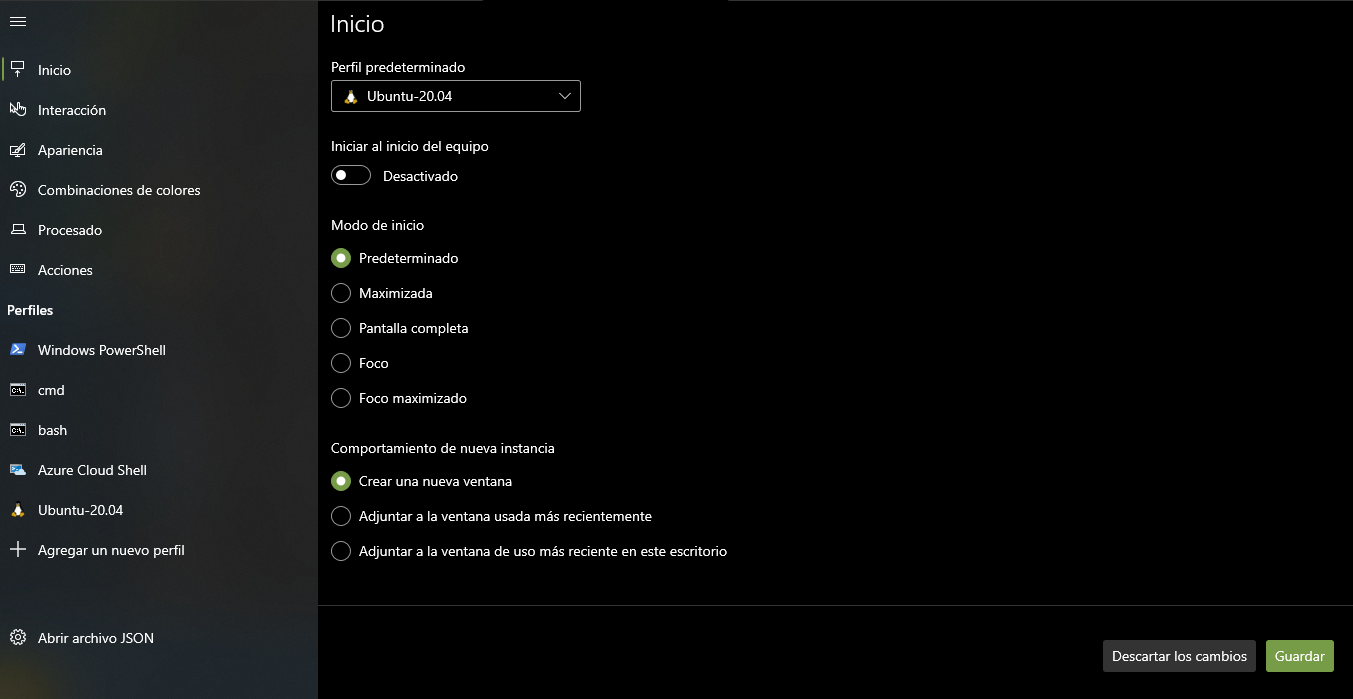 Inicio
Interacción
Apariencia
Combinaciones de colores
Procesado
Acciones
Perfiles
Windows PowerShell
cmd
bash
Azure Cloud Shell
Ubuntu-20.04
Agregar un nuevo perfil
Abrir archivo JSON
Inicio
Perfil predeterminado
Ubuntu-20.04
Iniciar al inicio del equipo
Desactivado
Modo de inicio
Predeterminado
Maximizada
Pantalla completa
Foco
Foco maximizado
Comportamiento de nueva instancia
Crear una nueva ventana
Adjuntar a la ventana usada más recientemente
Adjuntar a la ventana de uso más reciente en este escritorio
Descartar los cambios
Guardar